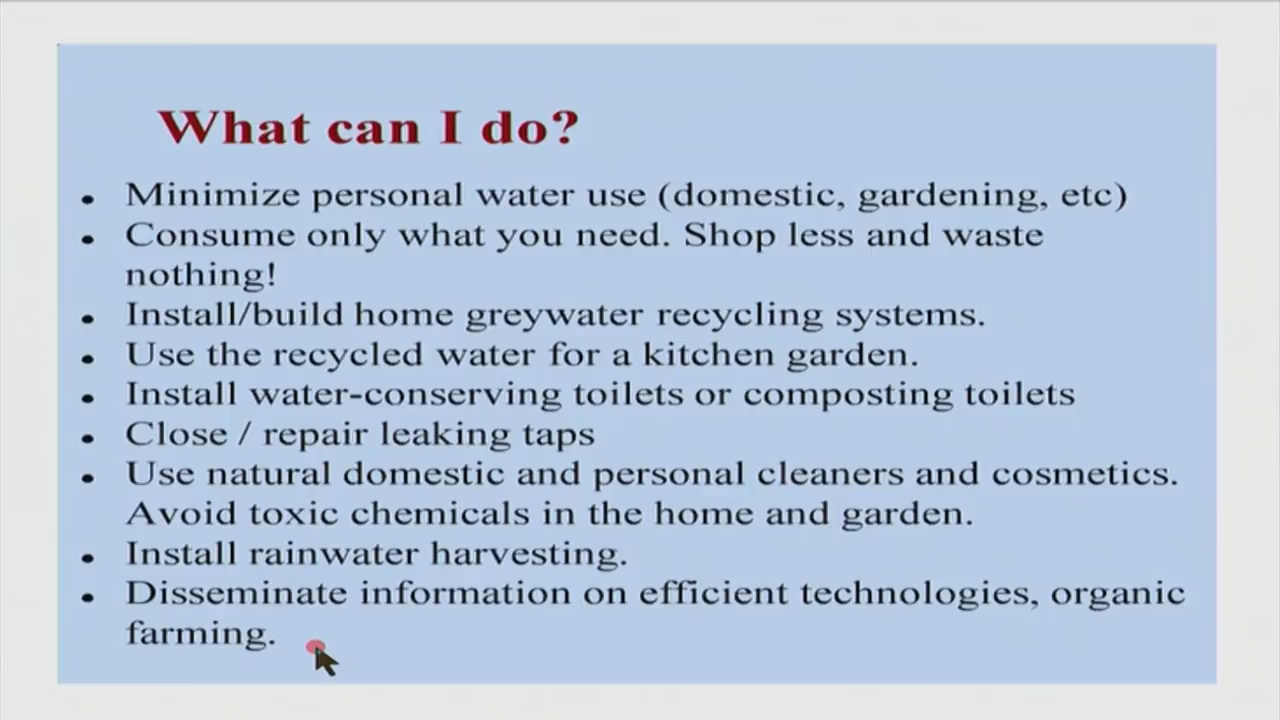 What can I do?
• Minimize personal water use (domestic, gardening, etc)
• Consume only what you need. Shop less and waste
nothing!
• Install/build home greywater recycling systems.
• Use the recycled water for a kitchen garden.
• Install water-conserving toilets or composting toilets
• Close / repair leaking taps
• Use natural domestic and personal cleaners and cosmetics.
Avoid toxic chemicals in the home and garden.
• Install rainwater harvesting.
• Disseminate information on efficient technologies, organic
farming.